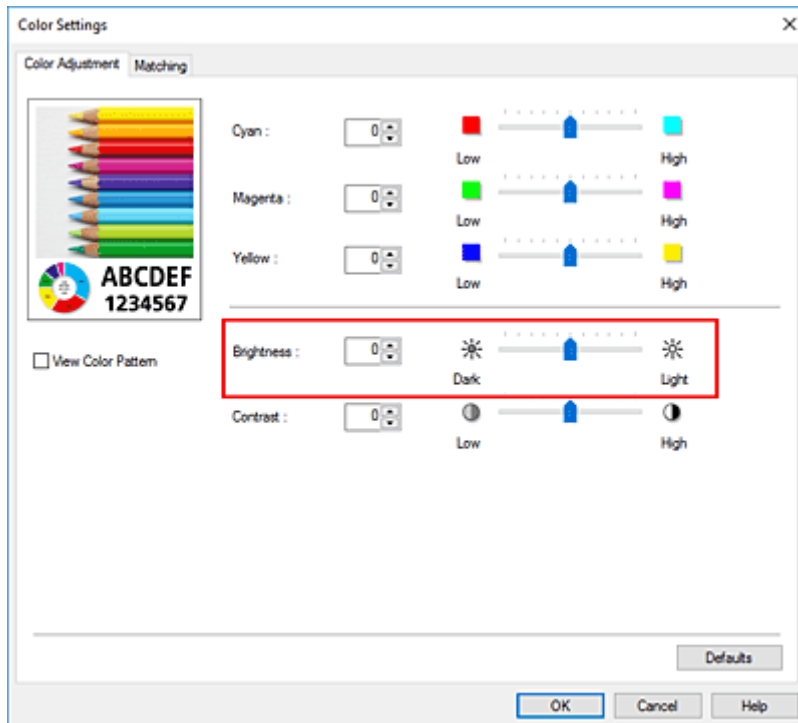 Color Settings
Color Adjustment Matching
Cyan : 0
Low High
Magenta : 0
Low High
Yellow : 0
Low High
ABCDEF
1234567
View Color Pattern
Brightness : 0
Dark Light
Contrast : 0
Low High
Defaults
OK Cancel Help